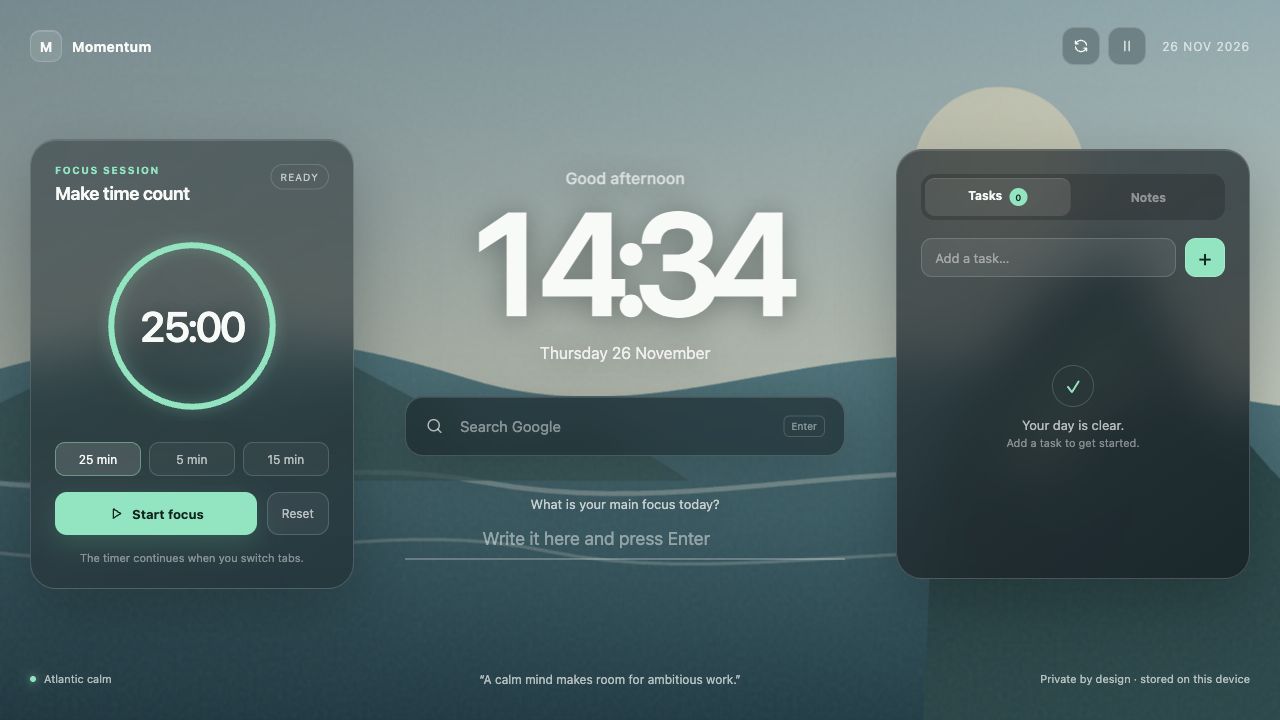 M Momentum
26 NOV 2026
FOCUS SESSION
Make time count
READY
25:00
25 min 5 min 15 min
Start focus Reset
The timer continues when you switch tabs.
Good afternoon
14:34
Thursday 26 November
Search Google Enter
What is your main focus today?
Write it here and press Enter
Tasks 0 Notes
Add a task...
+
Your day is clear.
Add a task to get started.
Atlantic calm
“A calm mind makes room for ambitious work.”
Private by design · stored on this device